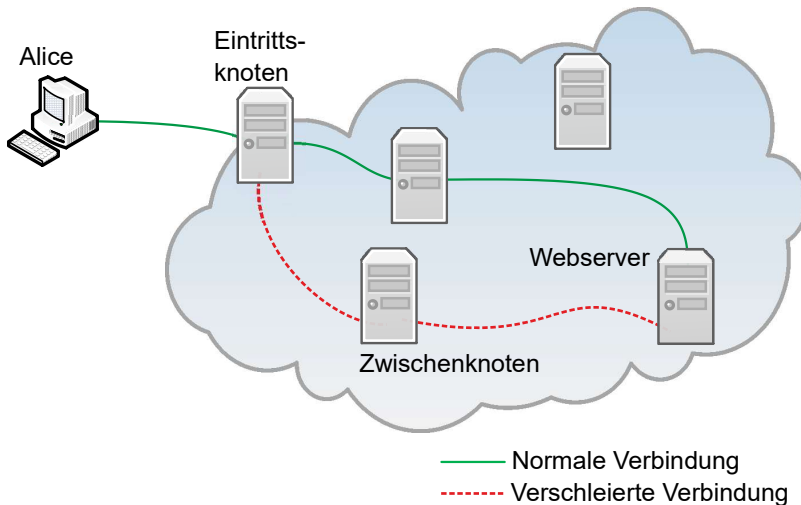 Eintritts-
knoten
Alice
Webserver
Zwischenknoten
Normale Verbindung
Verschleierte Verbindung